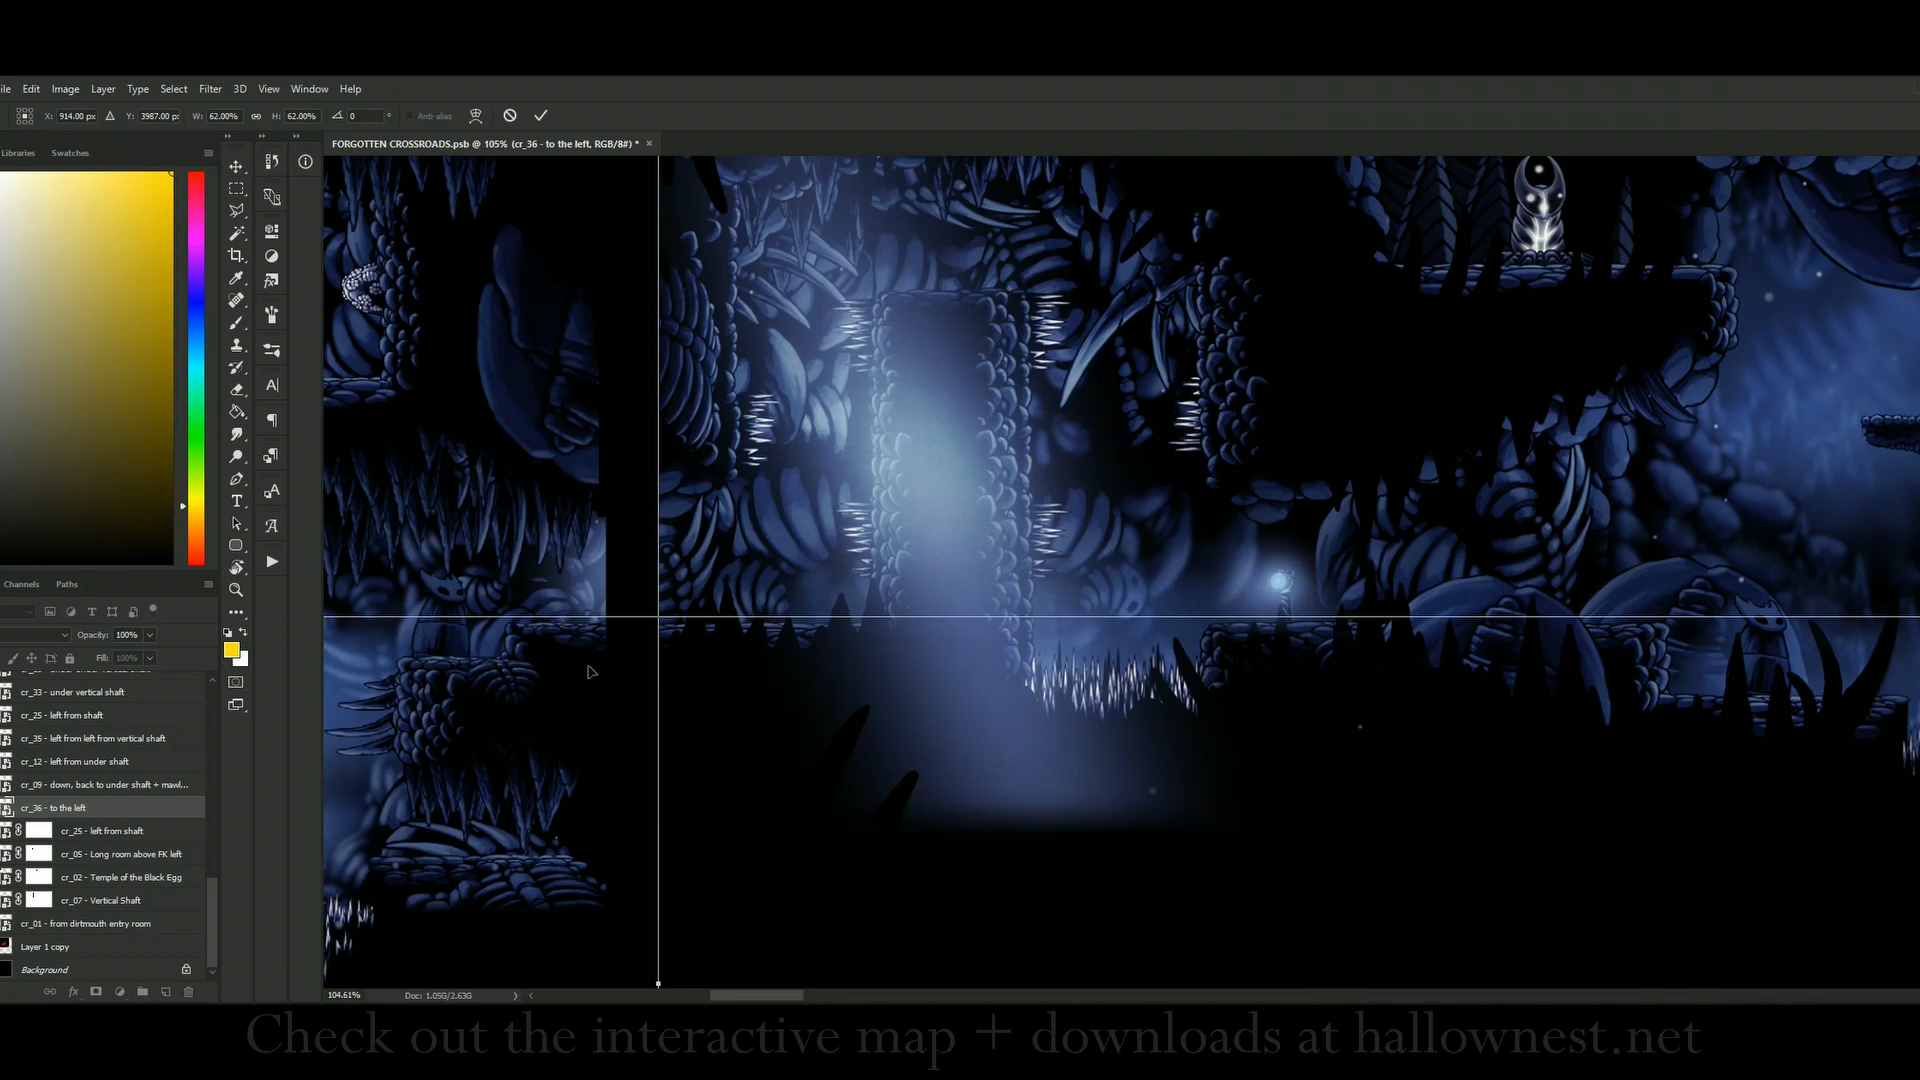 ile Edit Image Layer Type Select Filter 3D View Window Help
X: 914.00 px Y: 3987.00 px W: 62.00% H: 62.00% 0 ° Anti-alias
Libraries Swatches
FORGOTTEN CROSSROADS.psb @ 105% (cr_36 - to the left, RGB/8#) * ×
Channels Paths
Opacity: 100%
Fill: 100%
cr_33 - under vertical shaft
cr_25 - left from shaft
cr_35 - left from left from vertical shaft
cr_12 - left from under shaft
cr_09 - down, back to under shaft + mawl...
cr_36 - to the left
cr_25 - left from shaft
cr_05 - Long room above FK left
cr_02 - Temple of the Black Egg
cr_07 - Vertical Shaft
cr_01 - from dirtmouth entry room
Layer 1 copy
Background
104.61% Doc: 1.05G/2.63G
Check out the interactive map + downloads at hallownest.net